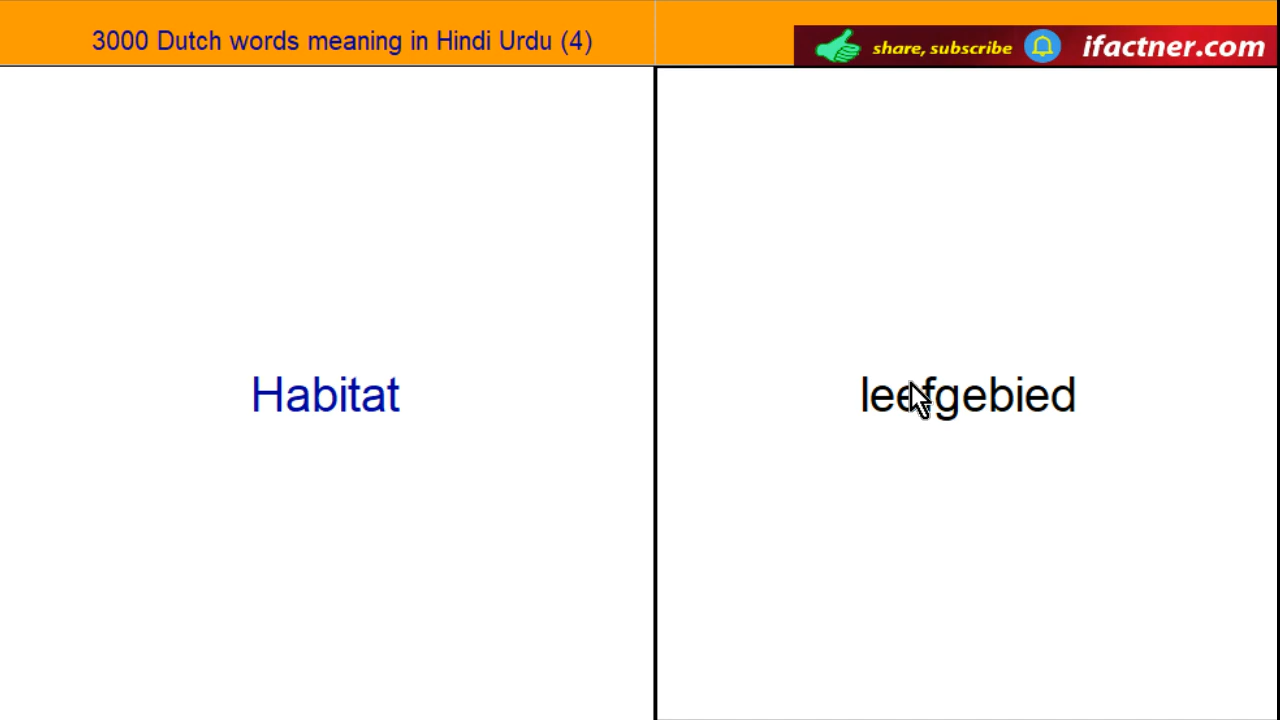 3000 Dutch words meaning in Hindi Urdu (4)
share, subscribe
ifactner.com
Habitat
leefgebied